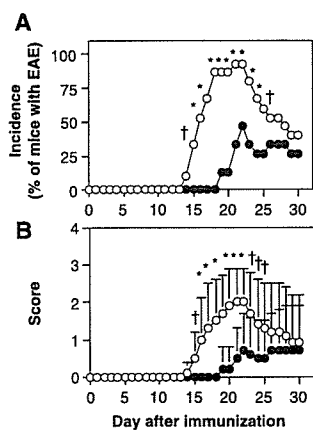 A
100
75
50
25
0
Incidence
(% of mice with EAE)
†
* * * * * * * * *
†
0 5 10 15 20 25 30
B
4
3
2
1
0
Score
†
* * * * * *
† † †
0 5 10 15 20 25 30
Day after immunization